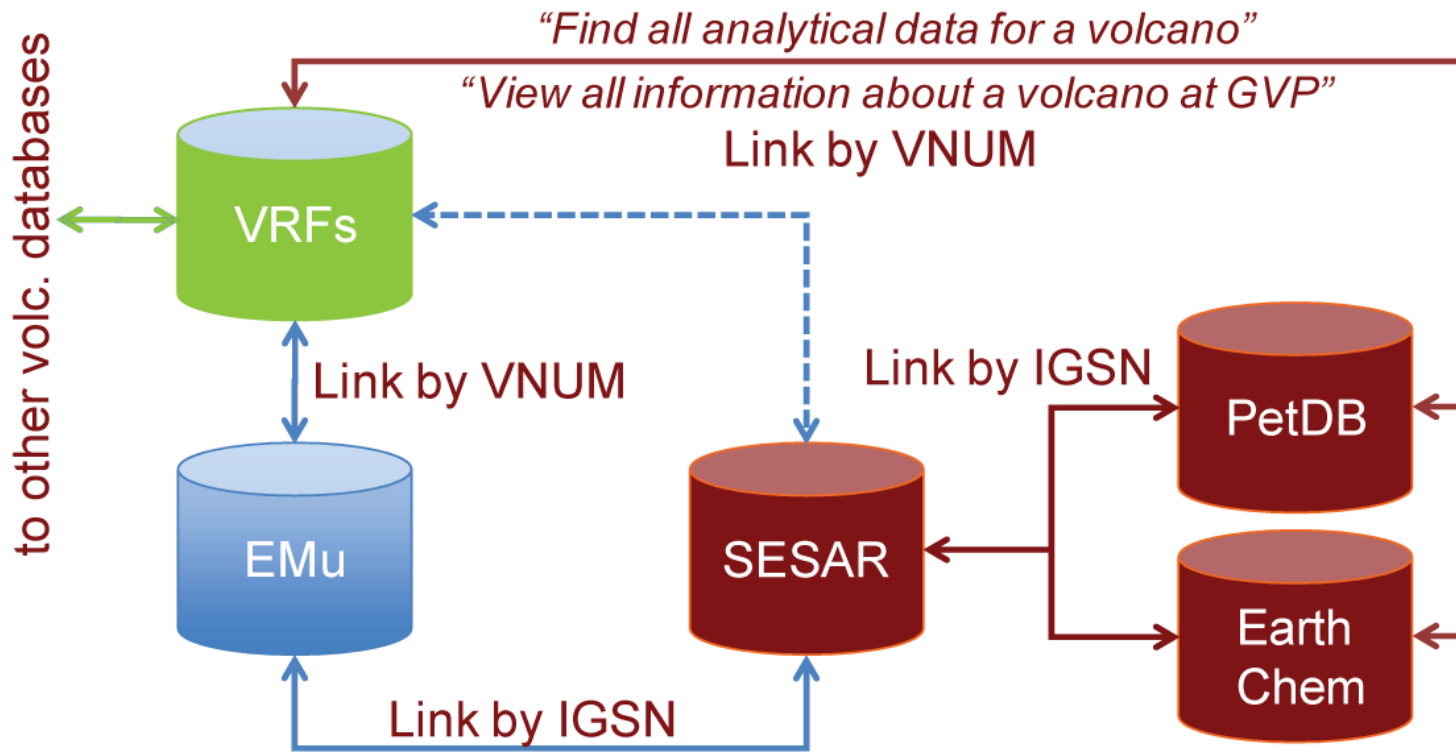 “Find all analytical data for a volcano”
“View all information about a volcano at GVP”
Link by VNUM
to other volc. databases
VRFs
Link by VNUM
Link by IGSN
PetDB
EMu
SESAR
Earth
Chem
Link by IGSN